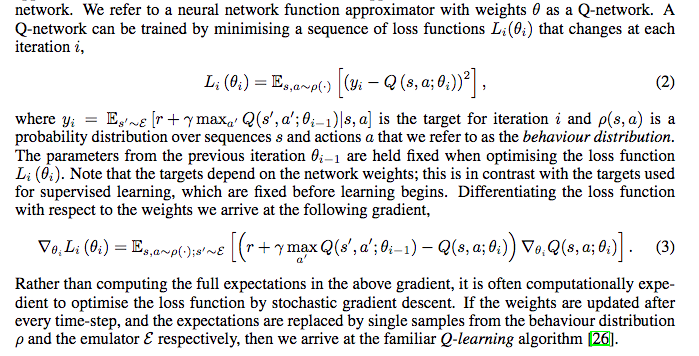 network. We refer to a neural network function approximator with weights θ as a Q-network. A
Q-network can be trained by minimising a sequence of loss functions L_i(θ_i) that changes at each
iteration i,
L_i (θ_i) = 𝔼_{s,a∼ρ(·)} [(y_i − Q (s, a; θ_i))^2] , (2)
where y_i = 𝔼_{s′∼ℰ} [r + γ max_{a′} Q(s′, a′; θ_{i−1})|s, a] is the target for iteration i and ρ(s, a) is a
probability distribution over sequences s and actions a that we refer to as the behaviour distribution.
The parameters from the previous iteration θ_{i−1} are held fixed when optimising the loss function
L_i (θ_i). Note that the targets depend on the network weights; this is in contrast with the targets used
for supervised learning, which are fixed before learning begins. Differentiating the loss function
with respect to the weights we arrive at the following gradient,
∇_{θ_i} L_i (θ_i) = 𝔼_{s,a∼ρ(·);s′∼ℰ} [(r + γ max_{a′} Q(s′, a′; θ_{i−1}) − Q(s, a; θ_i)) ∇_{θ_i} Q(s, a; θ_i)] . (3)
Rather than computing the full expectations in the above gradient, it is often computationally expe-
dient to optimise the loss function by stochastic gradient descent. If the weights are updated after
every time-step, and the expectations are replaced by single samples from the behaviour distribution
ρ and the emulator ℰ respectively, then we arrive at the familiar Q-learning algorithm [26].